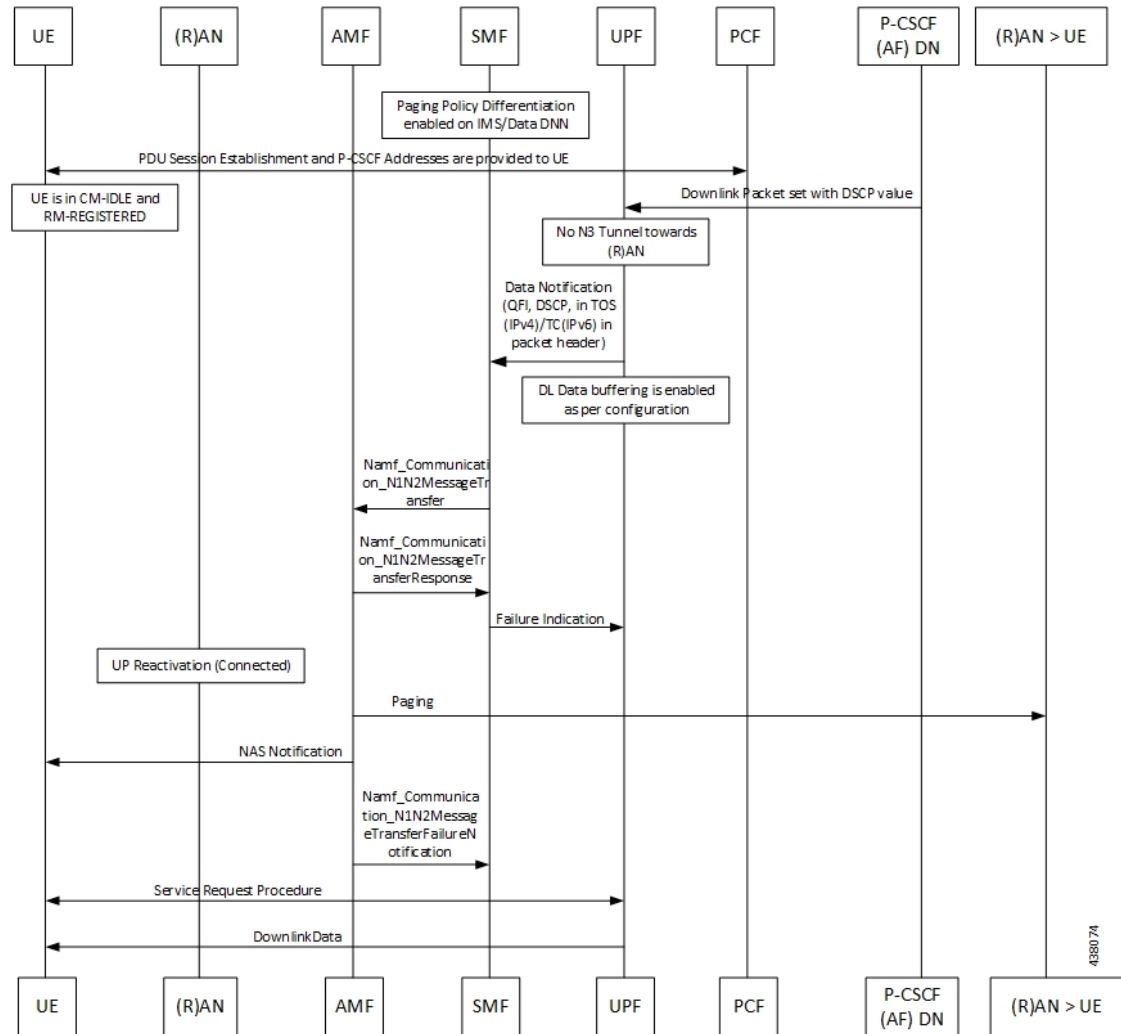 UE
(R)AN
AMF
SMF
UPF
PCF
P-CSCF
(AF) DN
(R)AN > UE
Paging Policy Differentiation
enabled on IMS/Data DNN
PDU Session Establishment and P-CSCF Addresses are provided to UE
UE is in CM-IDLE and
RM-REGISTERED
Downlink Packet set with DSCP value
No N3 Tunnel towards
(R)AN
Data Notification
(QFI, DSCP, in TOS
(IPv4)/TC(IPv6) in
packet header)
DL Data buffering is enabled
as per configuration
Namf_Communicati
on_N1N2MessageTr
ansfer
Namf_Communicati
on_N1N2MessageTr
ansferResponse
Failure Indication
UP Reactivation (Connected)
Paging
NAS Notification
Namf_Communica
tion_N1N2Messag
eTransferFailureN
otification
Service Request Procedure
DownlinkData
438074
UE
(R)AN
AMF
SMF
UPF
PCF
P-CSCF
(AF) DN
(R)AN > UE